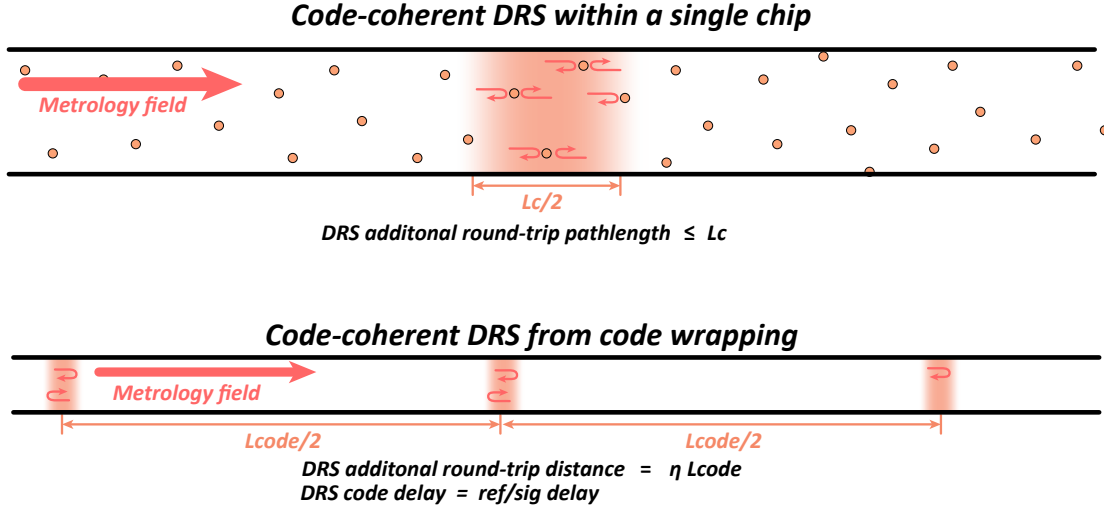 Code-coherent DRS within a single chip
Metrology field
Lc/2
DRS additonal round-trip pathlength ≤ Lc
Code-coherent DRS from code wrapping
Metrology field
Lcode/2
Lcode/2
DRS additonal round-trip distance = η Lcode
DRS code delay = ref/sig delay